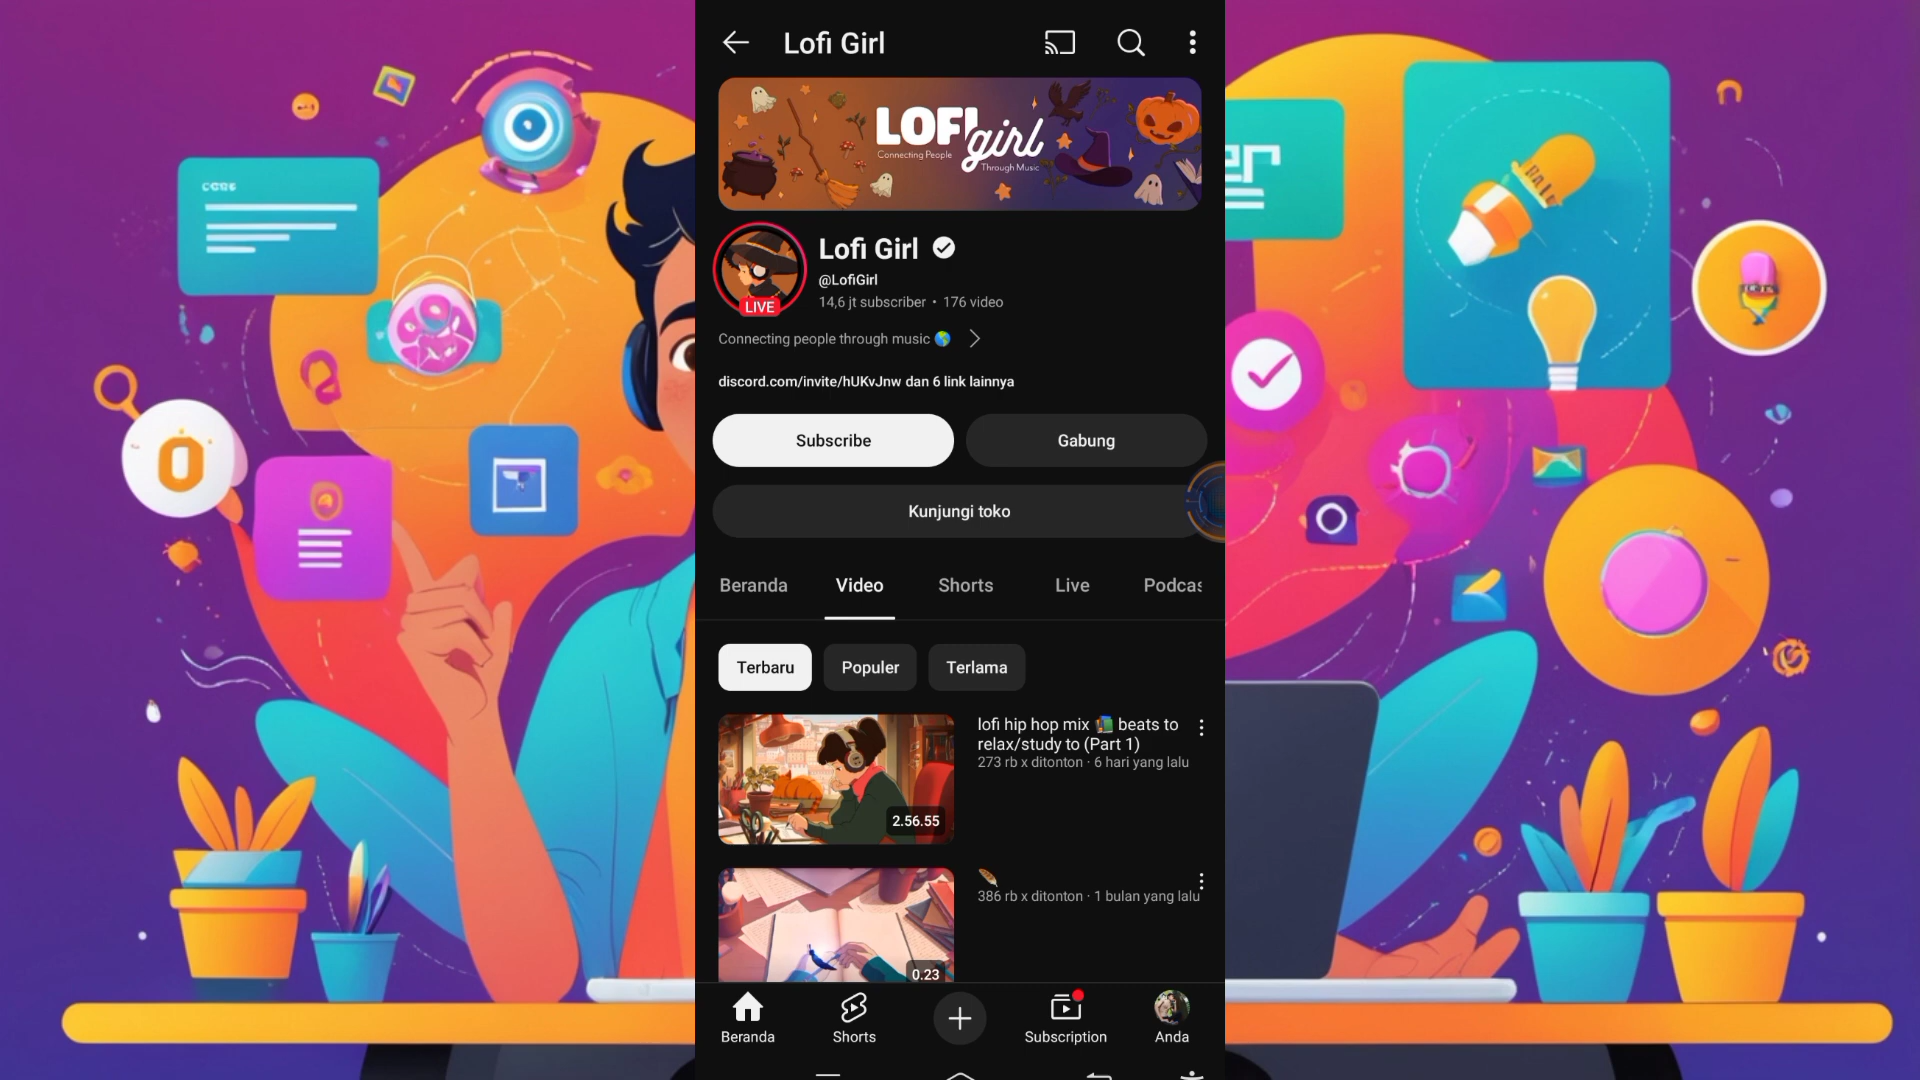 Lofi Girl
LOFI girl
Connecting People
Through Music
Lofi Girl
@LofiGirl
LIVE
14,6 jt subscriber • 176 video
Connecting people through music 🌎
discord.com/invite/hUKvJnw dan 6 link lainnya
Subscribe
Gabung
Kunjungi toko
Beranda
Video
Shorts
Live
Podcas
Terbaru
Populer
Terlama
lofi hip hop mix 📚 beats to
relax/study to (Part 1)
273 rb x ditonton · 6 hari yang lalu
2.56.55
🪶
386 rb x ditonton · 1 bulan yang lalu
0.23
Beranda
Shorts
Subscription
Anda